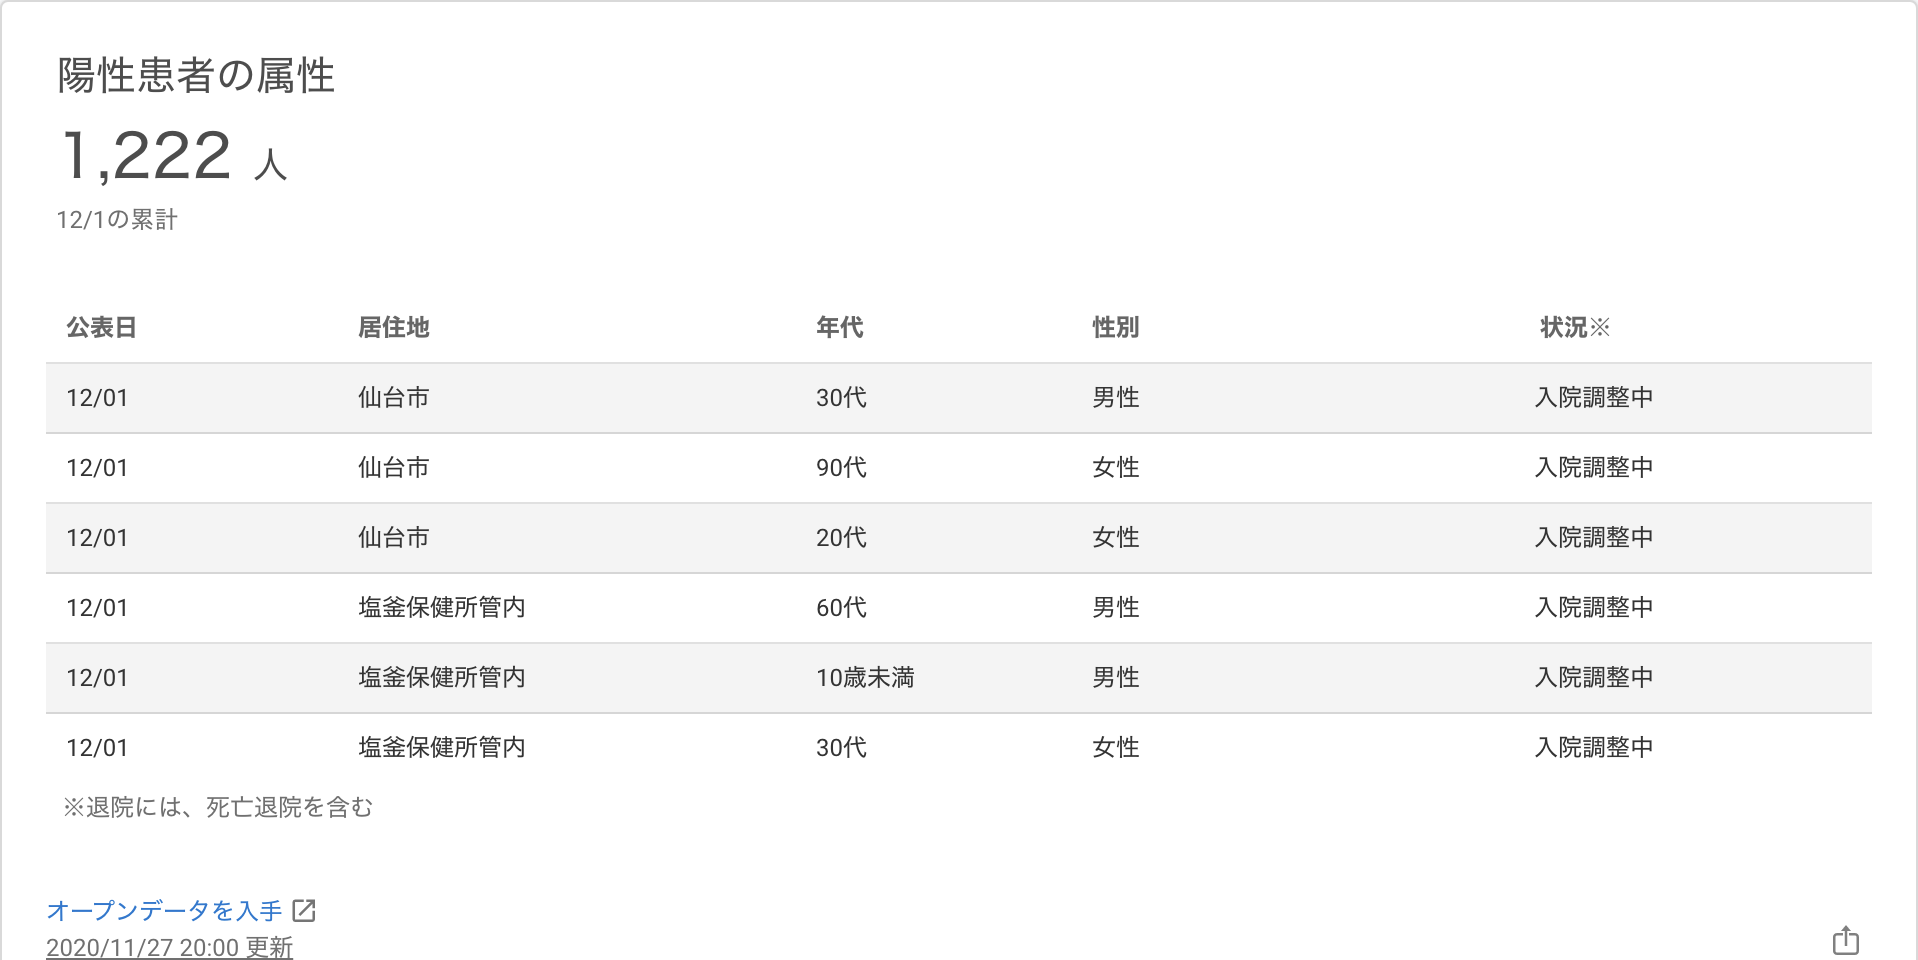 陽性患者の属性
1,222 人
12/1の累計
公表日 居住地 年代 性別 状況※
12/01 仙台市 30代 男性 入院調整中
12/01 仙台市 90代 女性 入院調整中
12/01 仙台市 20代 女性 入院調整中
12/01 塩釜保健所管内 60代 男性 入院調整中
12/01 塩釜保健所管内 10歳未満 男性 入院調整中
12/01 塩釜保健所管内 30代 女性 入院調整中
※退院には、死亡退院を含む
オープンデータを入手
2020/11/27 20:00 更新